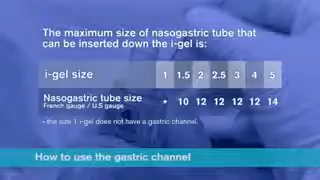 The maximum size of nasogastric tube that
can be inserted down the i-gel is:
i-gel size 1 1.5 2 2.5 3 4 5
Nasogastric tube size * 10 12 12 12 12 14
French gauge / U.S gauge
* the size 1 i-gel does not have a gastric channel.
How to use the gastric channel